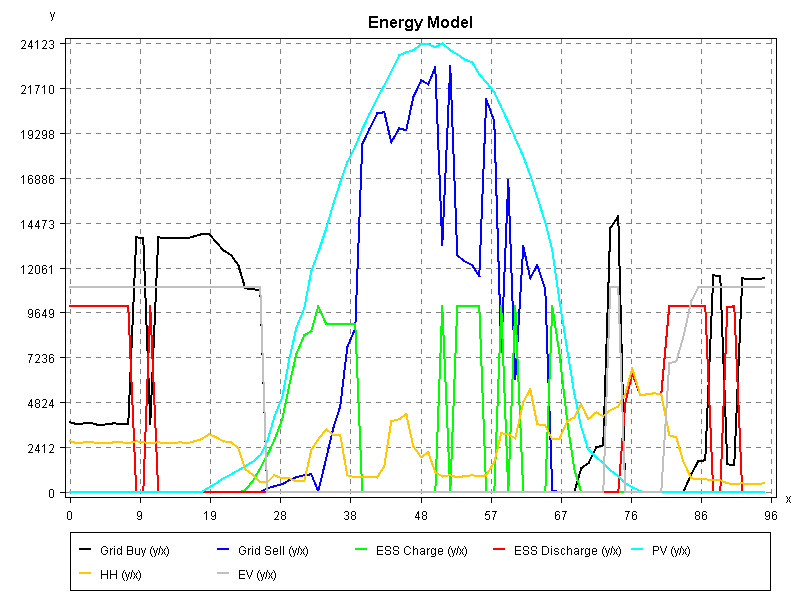 Energy Model
y
24123
21710
19298
16886
14473
12061
9649
7236
4824
2412
0
0 9 19 29 38 48 57 67 76 86 96
x
Grid Buy (y/x) Grid Sell (y/x) ESS Charge (y/x) ESS Discharge (y/x) PV (y/x)
HH (y/x) EV (y/x)